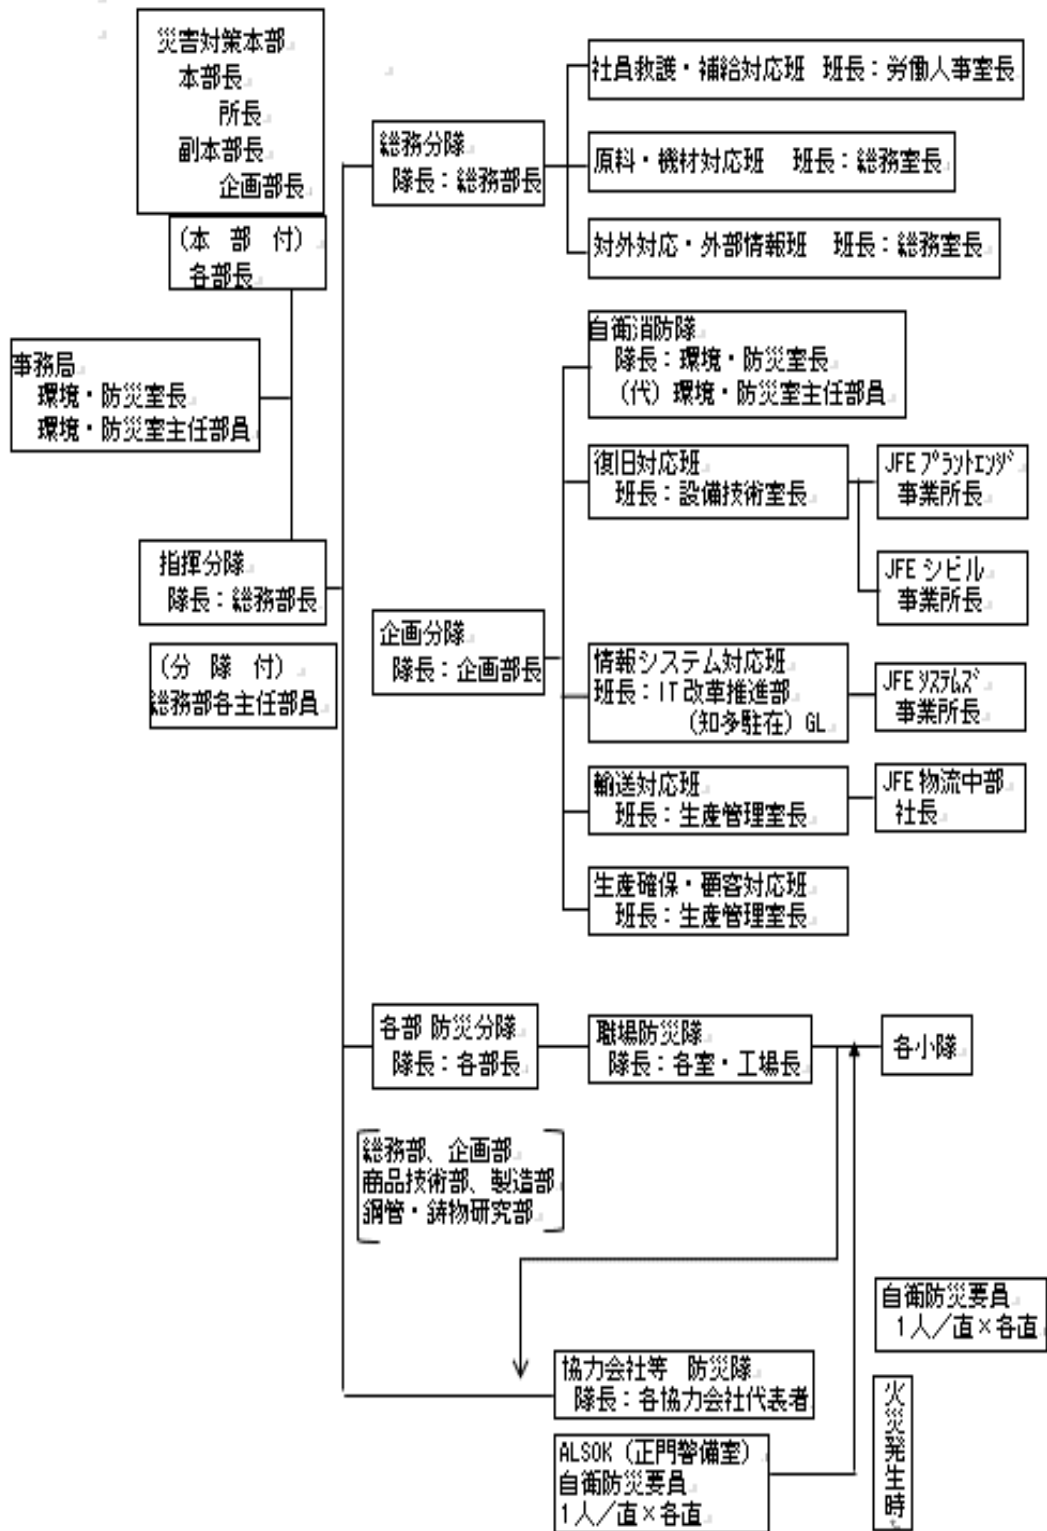 災害対策本部
本部長
所長
副本部長
企画部長
(本 部 付)
各部長
事務局
環境・防災室長
環境・防災室主任部員
指揮分隊
隊長：総務部長
(分 隊 付)
総務部各主任部員
総務分隊
隊長：総務部長
社員救護・補給対応班 班長：労働人事室長
原料・機材対応班 班長：総務室長
対外対応・外部情報班 班長：総務室長
企画分隊
隊長：企画部長
自衛消防隊
隊長：環境・防災室長
(代) 環境・防災室主任部員
復旧対応班
班長：設備技術室長
JFE ﾌﾟﾗﾝﾄｴﾝｼﾞ
事業所長
JFE シビル
事業所長
情報システム対応班
班長：IT改革推進部
(知多駐在) GL
JFE ｼｽﾃﾑｽﾞ
事業所長
輸送対応班
班長：生産管理室長
JFE 物流中部
社長
生産確保・顧客対応班
班長：生産管理室長
各部 防災分隊
隊長：各部長
職場防災隊
隊長：各室・工場長
各小隊
総務部、企画部
商品技術部、製造部
鋼管・鋳物研究部
自衛防災要員
1人／直×各直
協力会社等 防災隊
隊長：各協力会社代表者
ALSOK (正門警備室)
自衛防災要員
1人／直×各直
火災発生時